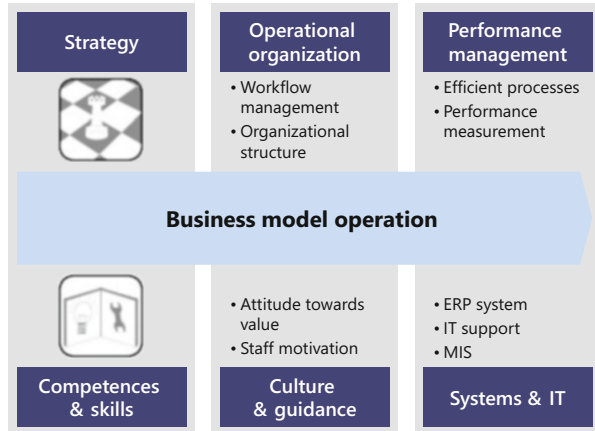 Strategy
Operational
organization
• Workflow
management
• Organizational
structure
Performance
management
• Efficient processes
• Performance
measurement
Business model operation
Competences
& skills
• Attitude towards
value
• Staff motivation
Culture
& guidance
• ERP system
• IT support
• MIS
Systems & IT